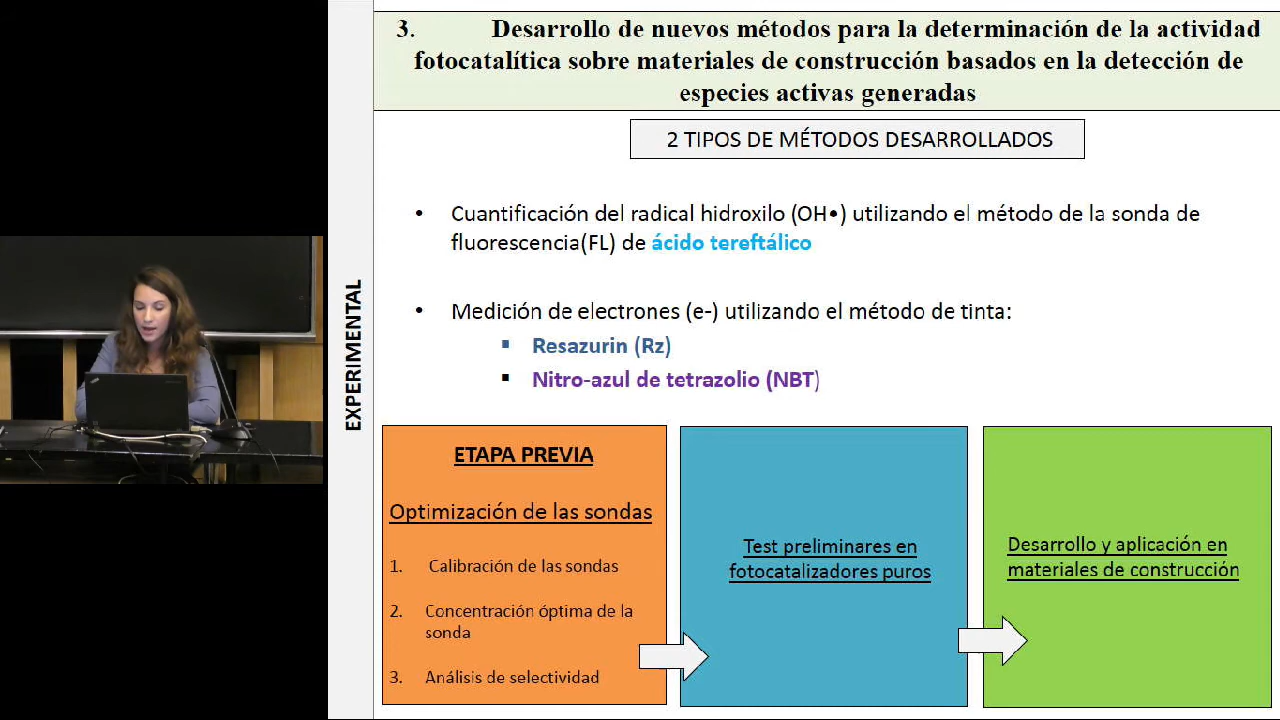 3. Desarrollo de nuevos métodos para la determinación de la actividad
fotocatalítica sobre materiales de construcción basados en la detección de
especies activas generadas
2 TIPOS DE MÉTODOS DESARROLLADOS
EXPERIMENTAL
• Cuantificación del radical hidroxilo (OH•) utilizando el método de la sonda de
fluorescencia(FL) de ácido tereftálico
• Medición de electrones (e-) utilizando el método de tinta:
▪ Resazurin (Rz)
▪ Nitro-azul de tetrazolio (NBT)
ETAPA PREVIA
Optimización de las sondas
1. Calibración de las sondas
2. Concentración óptima de la
sonda
3. Análisis de selectividad
Test preliminares en
fotocatalizadores puros
Desarrollo y aplicación en
materiales de construcción